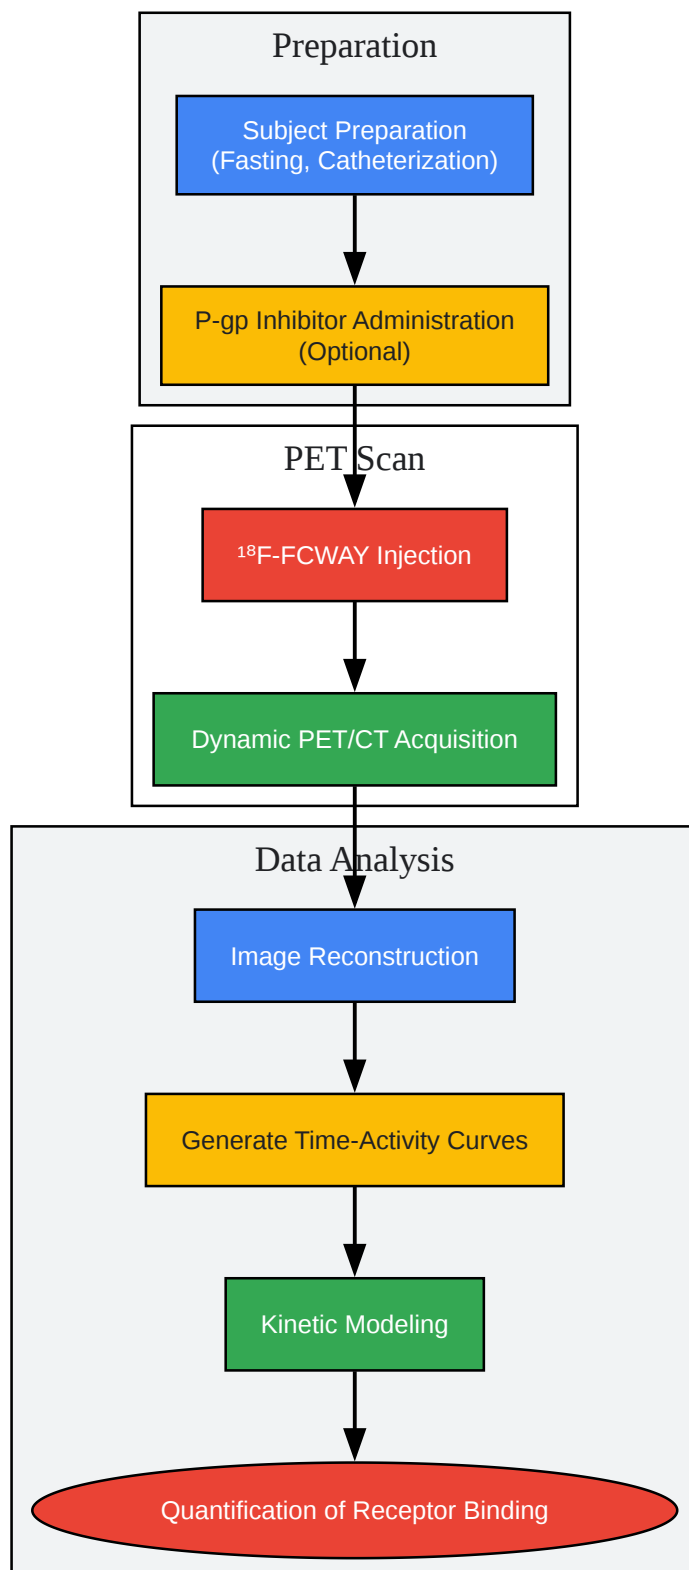 Preparation
Subject Preparation
(Fasting, Catheterization)
P-gp Inhibitor Administration
(Optional)
PET Scan
¹⁸F-FCWAY Injection
Dynamic PET/CT Acquisition
Data Analysis
Image Reconstruction
Generate Time-Activity Curves
Kinetic Modeling
Quantification of Receptor Binding